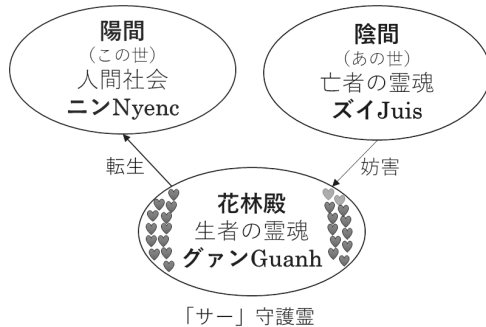 陽間
（この世）
人間社会
ニンNyenc
陰間
（あの世）
亡者の霊魂
ズイJuis
転生
妨害
花林殿
生者の霊魂
グァンGuanh
「サー」守護霊